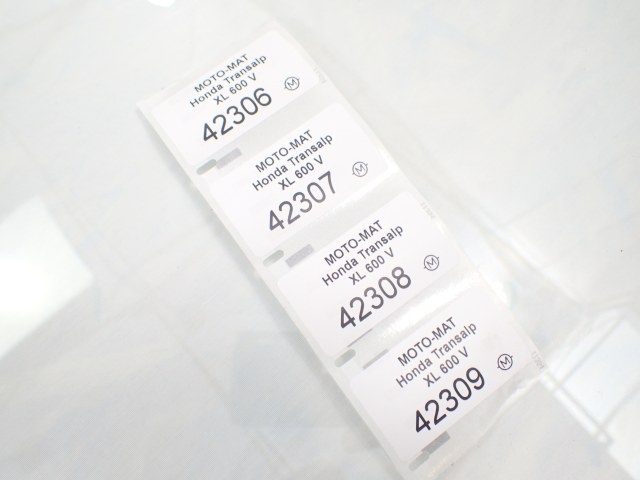 MOTO-MAT
Honda Transalp
XL 600 V
42306
M
MOTO-MAT
Honda Transalp
XL 600 V
42307
M
MOTO-MAT
Honda Transalp
XL 600 V
42308
M
MOTO-MAT
Honda Transalp
XL 600 V
42309
M